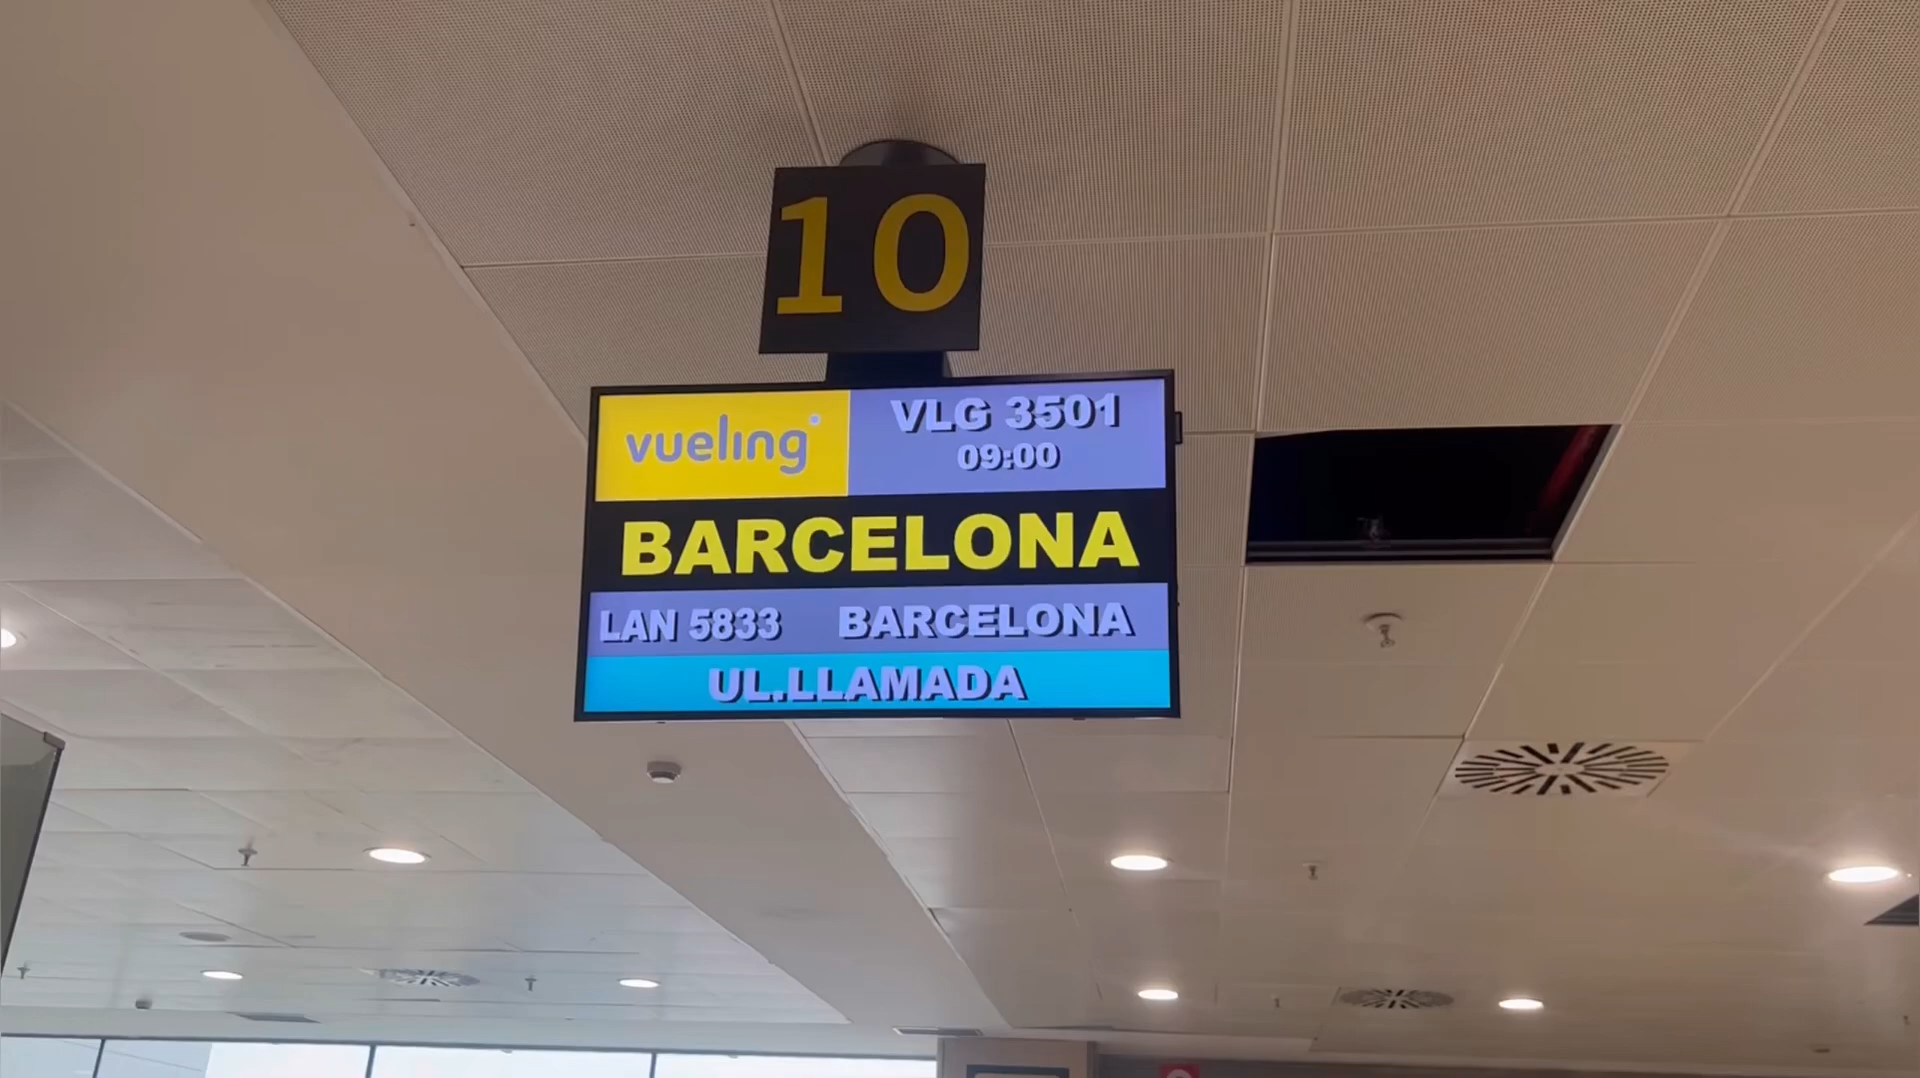 10
vueling
VLG 3501
09:00
BARCELONA
LAN 5833 BARCELONA
UL.LLAMADA